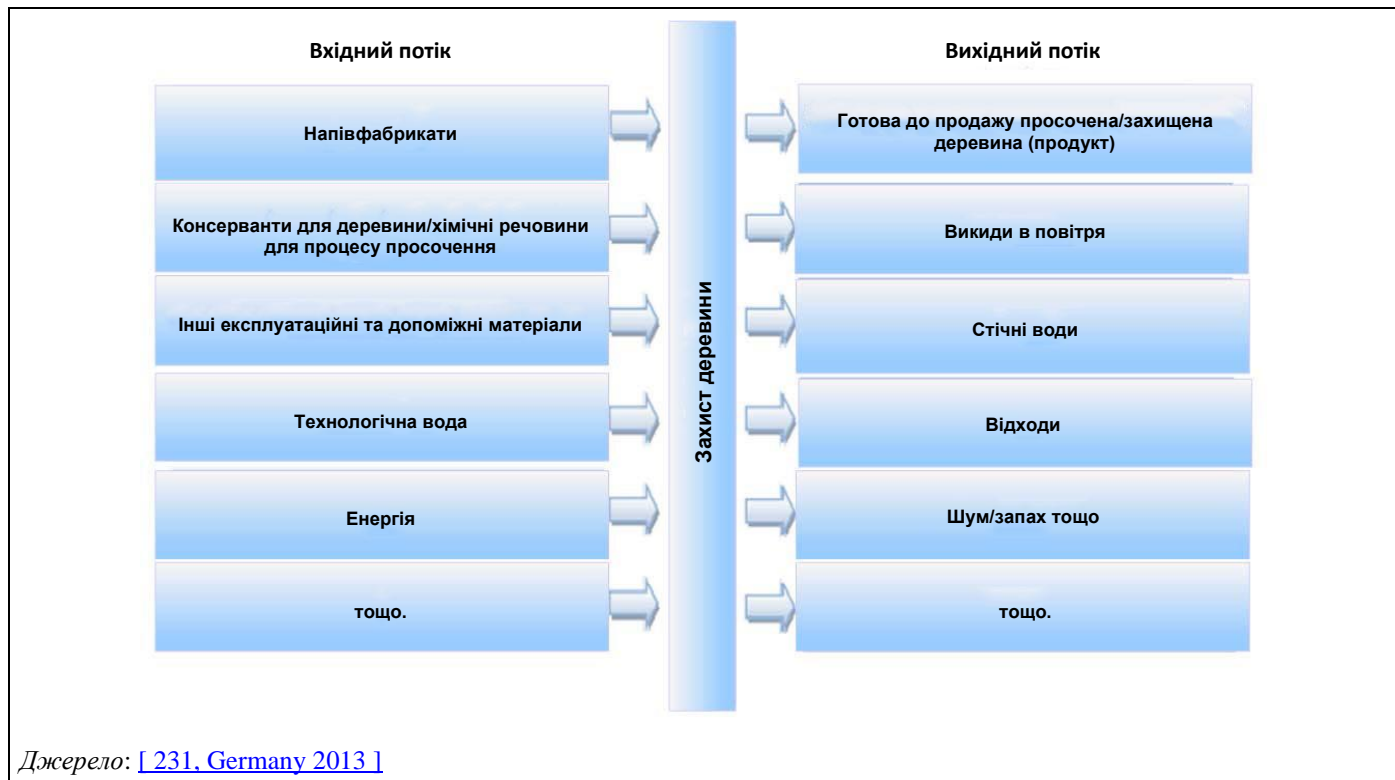 Вхідний потік
Напівфабрикати
Консерванти для деревини/хімічні речовини
для процесу просочення
Інші експлуатаційні та допоміжні матеріали
Технологічна вода
Енергія
тощо.
Захист деревини
Вихідний потік
Готова до продажу просочена/захищена
деревина (продукт)
Викиди в повітря
Стічні води
Відходи
Шум/запах тощо
тощо.
Джерело: [ 231, Germany 2013 ]